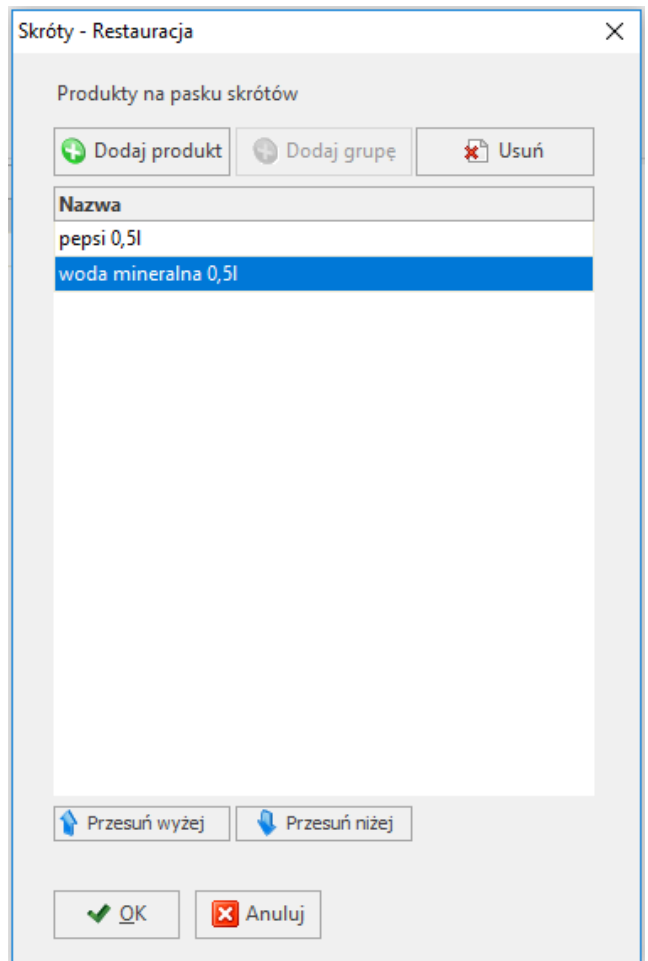 Skróty - Restauracja
Produkty na pasku skrótów
Dodaj produkt Dodaj grupę Usuń
Nazwa
pepsi 0,5l
woda mineralna 0,5l
Przesuń wyżej Przesuń niżej
OK Anuluj